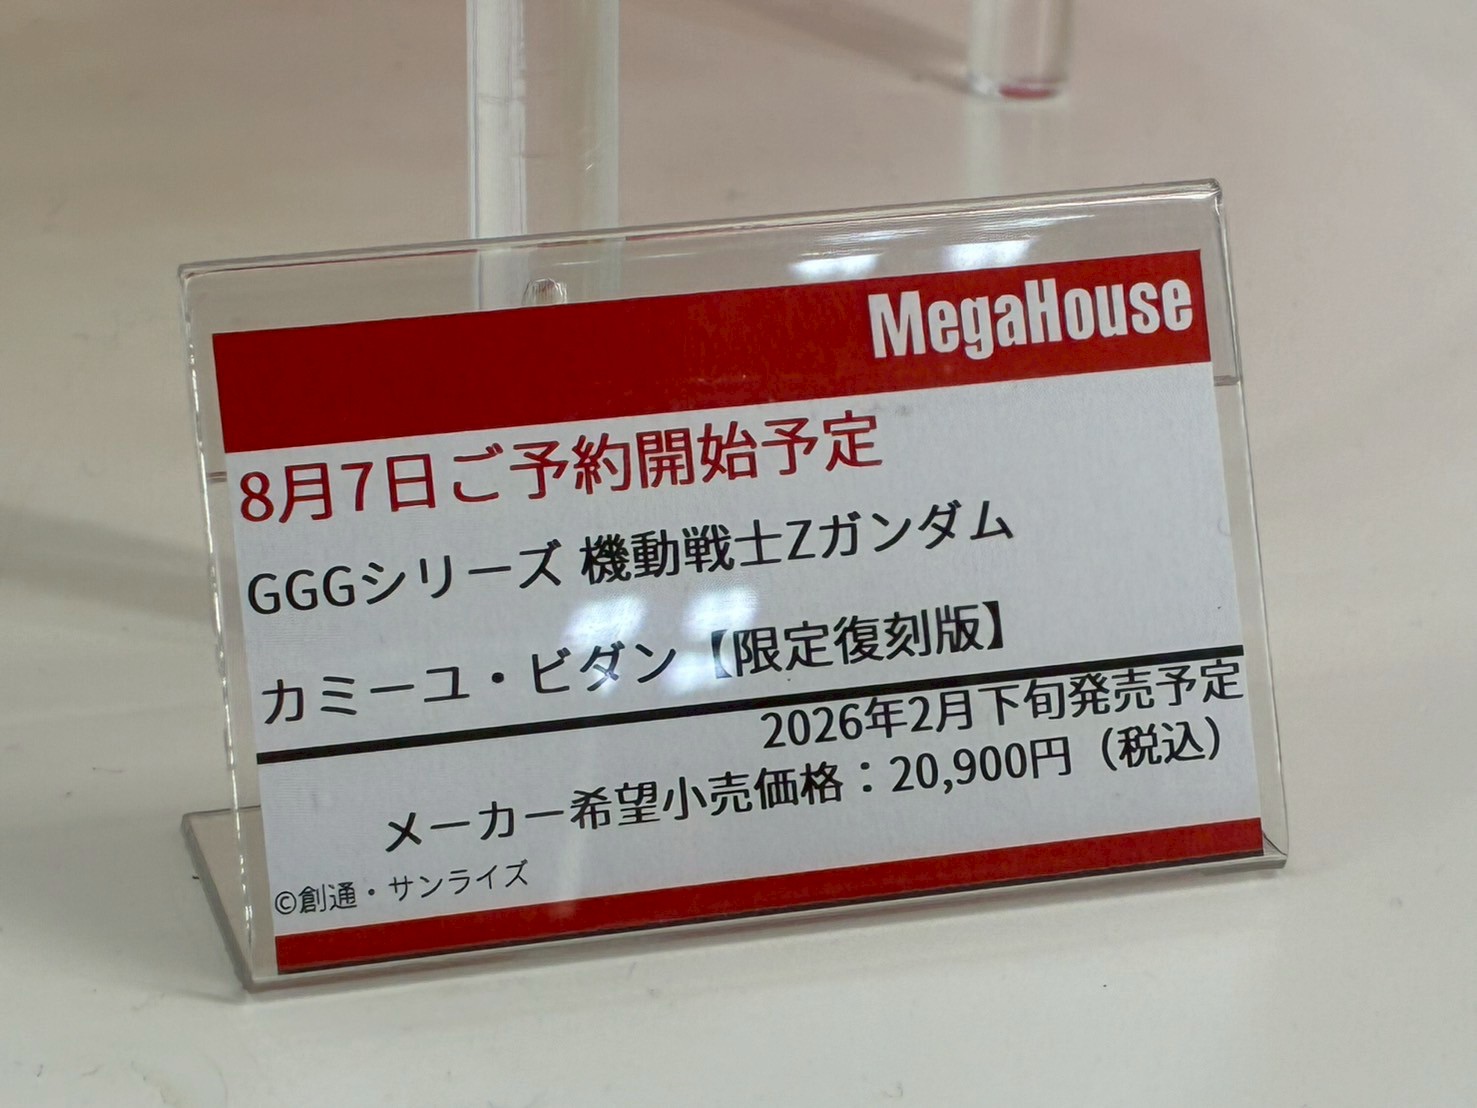 MegaHouse
8月7日ご予約開始予定
GGGシリーズ 機動戦士Zガンダム
カミーユ・ビダン【限定復刻版】
2026年2月下旬発売予定
メーカー希望小売価格：20,900円（税込）
©創通・サンライズ